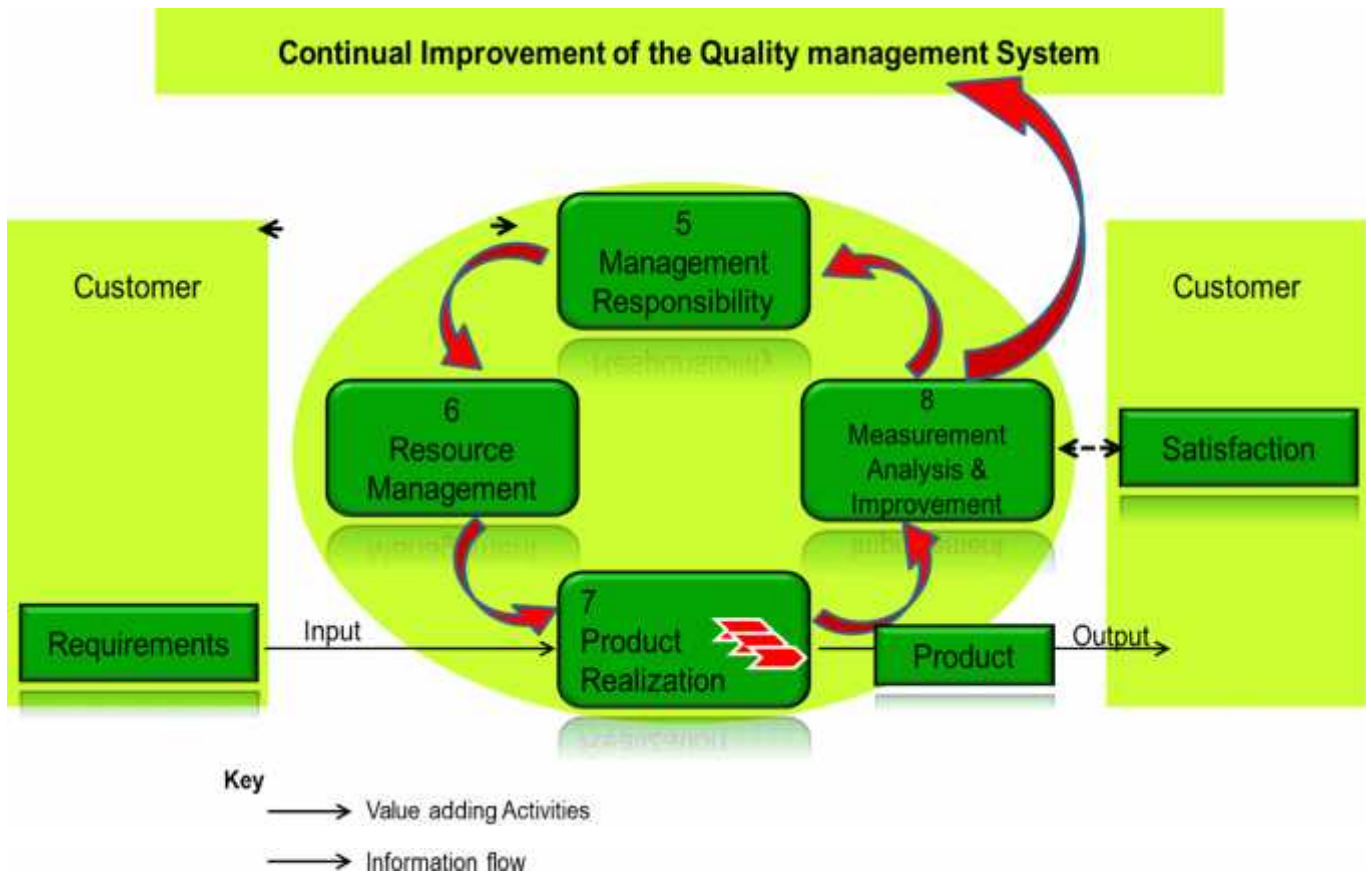 Continual Improvement of the Quality management System
Customer
5
Management
Responsibility
Customer
6
Resource
Management
8
Measurement
Analysis &
Improvement
Satisfaction
Requirements
Input
7
Product
Realization
Product
Output
Key
Value adding Activities
Information flow